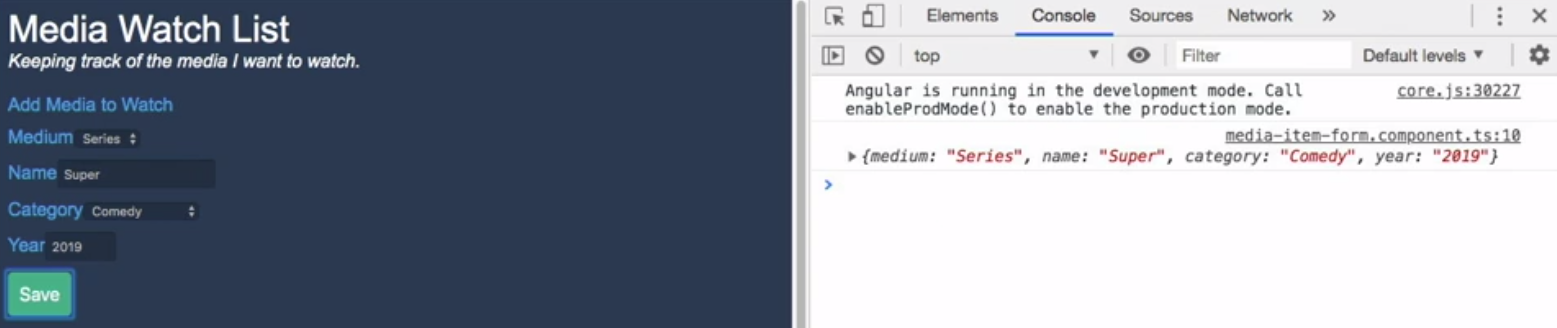 Media Watch List
Keeping track of the media I want to watch.
Add Media to Watch
Medium Series
Name Super
Category Comedy
Year 2019
Save
Elements Console Sources Network »
top Filter Default levels ▼
Angular is running in the development mode. Call core.js:30227
enableProdMode() to enable the production mode.
media-item-form.component.ts:10
{medium: "Series", name: "Super", category: "Comedy", year: "2019"}